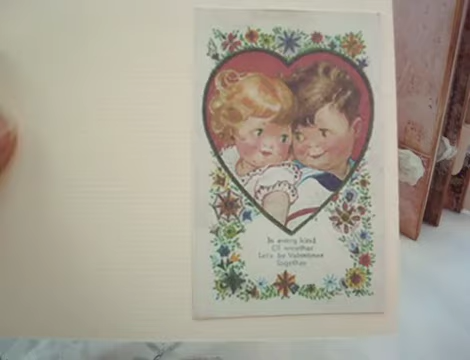 In every kind
Of weather
Let's be Valentines
Together